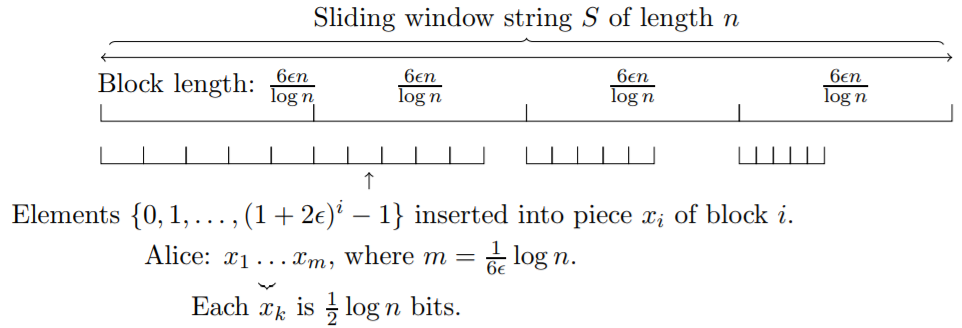 Sliding window string S of length n
Block length: 6ϵn/log n 6ϵn/log n 6ϵn/log n 6ϵn/log n
Elements {0, 1, . . . , (1 + 2ϵ)^i − 1} inserted into piece x_i of block i.
Alice: x_1 . . . x_m, where m = 1/6ϵ log n.
Each x_k is 1/2 log n bits.